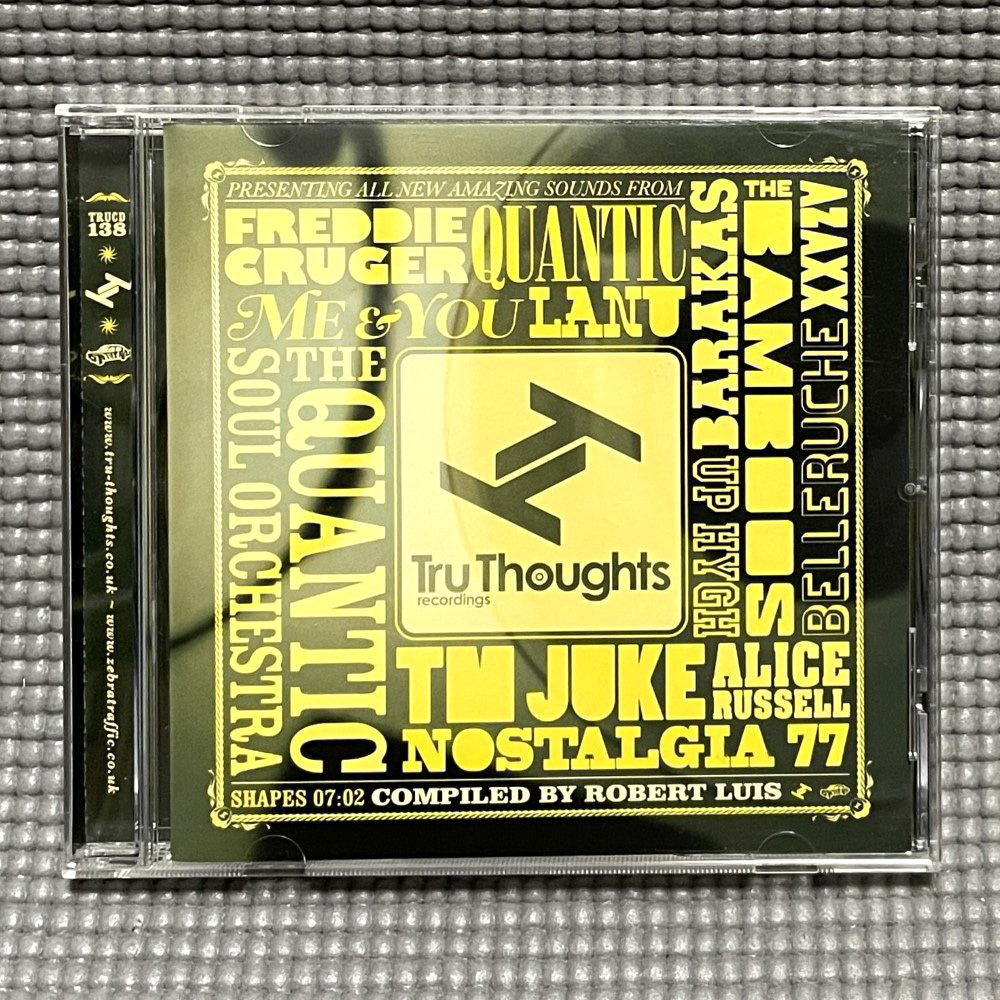 TRUCD
138
www.tru-thoughts.co.uk ~ www.zebratraffic.co.uk
PRESENTING ALL NEW AMAZING SOUNDS FROM
FREDDIE
CRUGER
QUANTIC
ME & YOU
LANU
THE
QUANTIC
SOUL ORCHESTRA
SYKABARAKA
UP HYGH
THE
BAMBOOS
AZAXX
BELLERUCHE
Tru Thoughts
recordings
TM JUKE
ALICE
RUSSELL
NOSTALGIA 77
SHAPES 07:02 COMPILED BY ROBERT LUIS